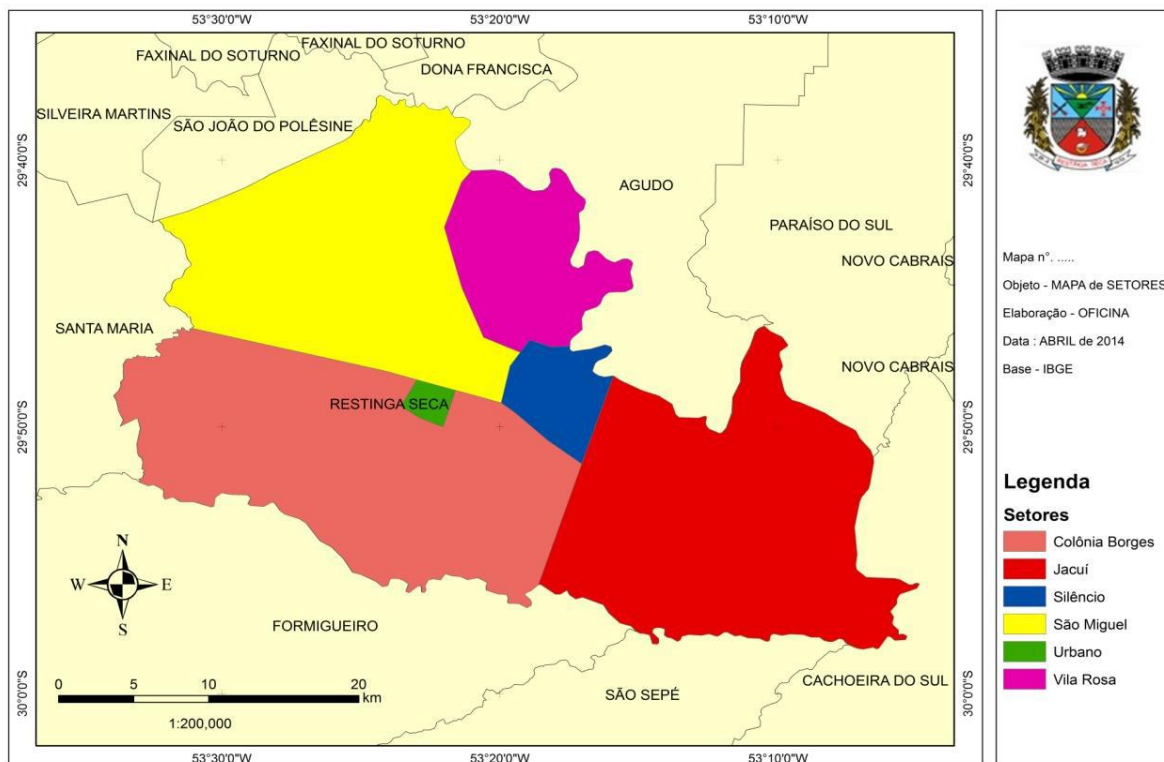 53°30'0"W 53°20'0"W 53°10'0"W
FAXINAL DO SOTURNO
FAXINAL DO SOTURNO
DONA FRANCISCA
SILVEIRA MARTINS
SÃO JOÃO DO POLÊSINE
29°40'0"S 29°40'0"S
AGUDO
PARAÍSO DO SUL
NOVO CABRAIS
SANTA MARIA
NOVO CABRAIS
RESTINGA SECA
29°50'0"S 29°50'0"S
FORMIGUEIRO
SÃO SEPÉ
CACHOEIRA DO SUL
30°0'0"S 30°0'0"S
N
W E
S
0 5 10 20
km
1:200,000
53°30'0"W 53°20'0"W 53°10'0"W
RESTINGA SECA
Mapa n°. .....
Objeto - MAPA de SETORES
Elaboração - OFICINA
Data : ABRIL de 2014
Base - IBGE
Legenda
Setores
Colônia Borges
Jacuí
Silêncio
São Miguel
Urbano
Vila Rosa